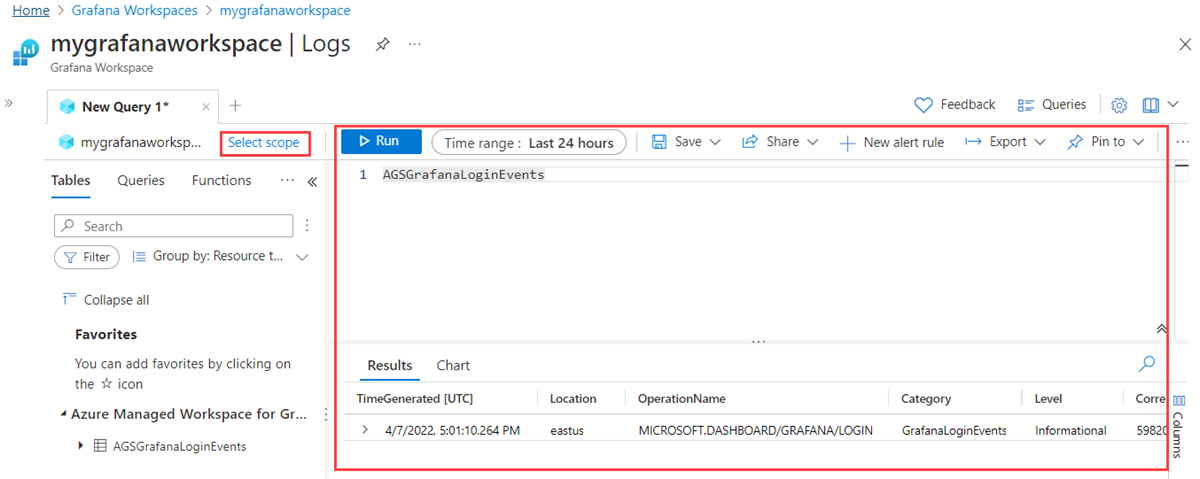 Home > Grafana Workspaces > mygrafanaworkspace
mygrafanaworkspace | Logs ...
Grafana Workspace
New Query 1*
Feedback Queries
mygrafanaworksp... Select scope Run Time range : Last 24 hours Save Share New alert rule Export Pin to ...
Tables Queries Functions ...
1 AGSGrafanaLoginEvents
Search
Filter Group by: Resource t...
Collapse all
Favorites
You can add favorites by clicking on
the ☆ icon
Azure Managed Workspace for Gr...
AGSGrafanaLoginEvents
Results Chart
TimeGenerated [UTC] Location OperationName Category Level Corre
4/7/2022, 5:01:10.264 PM eastus MICROSOFT.DASHBOARD/GRAFANA/LOGIN GrafanaLoginEvents Informational 5982
Columns